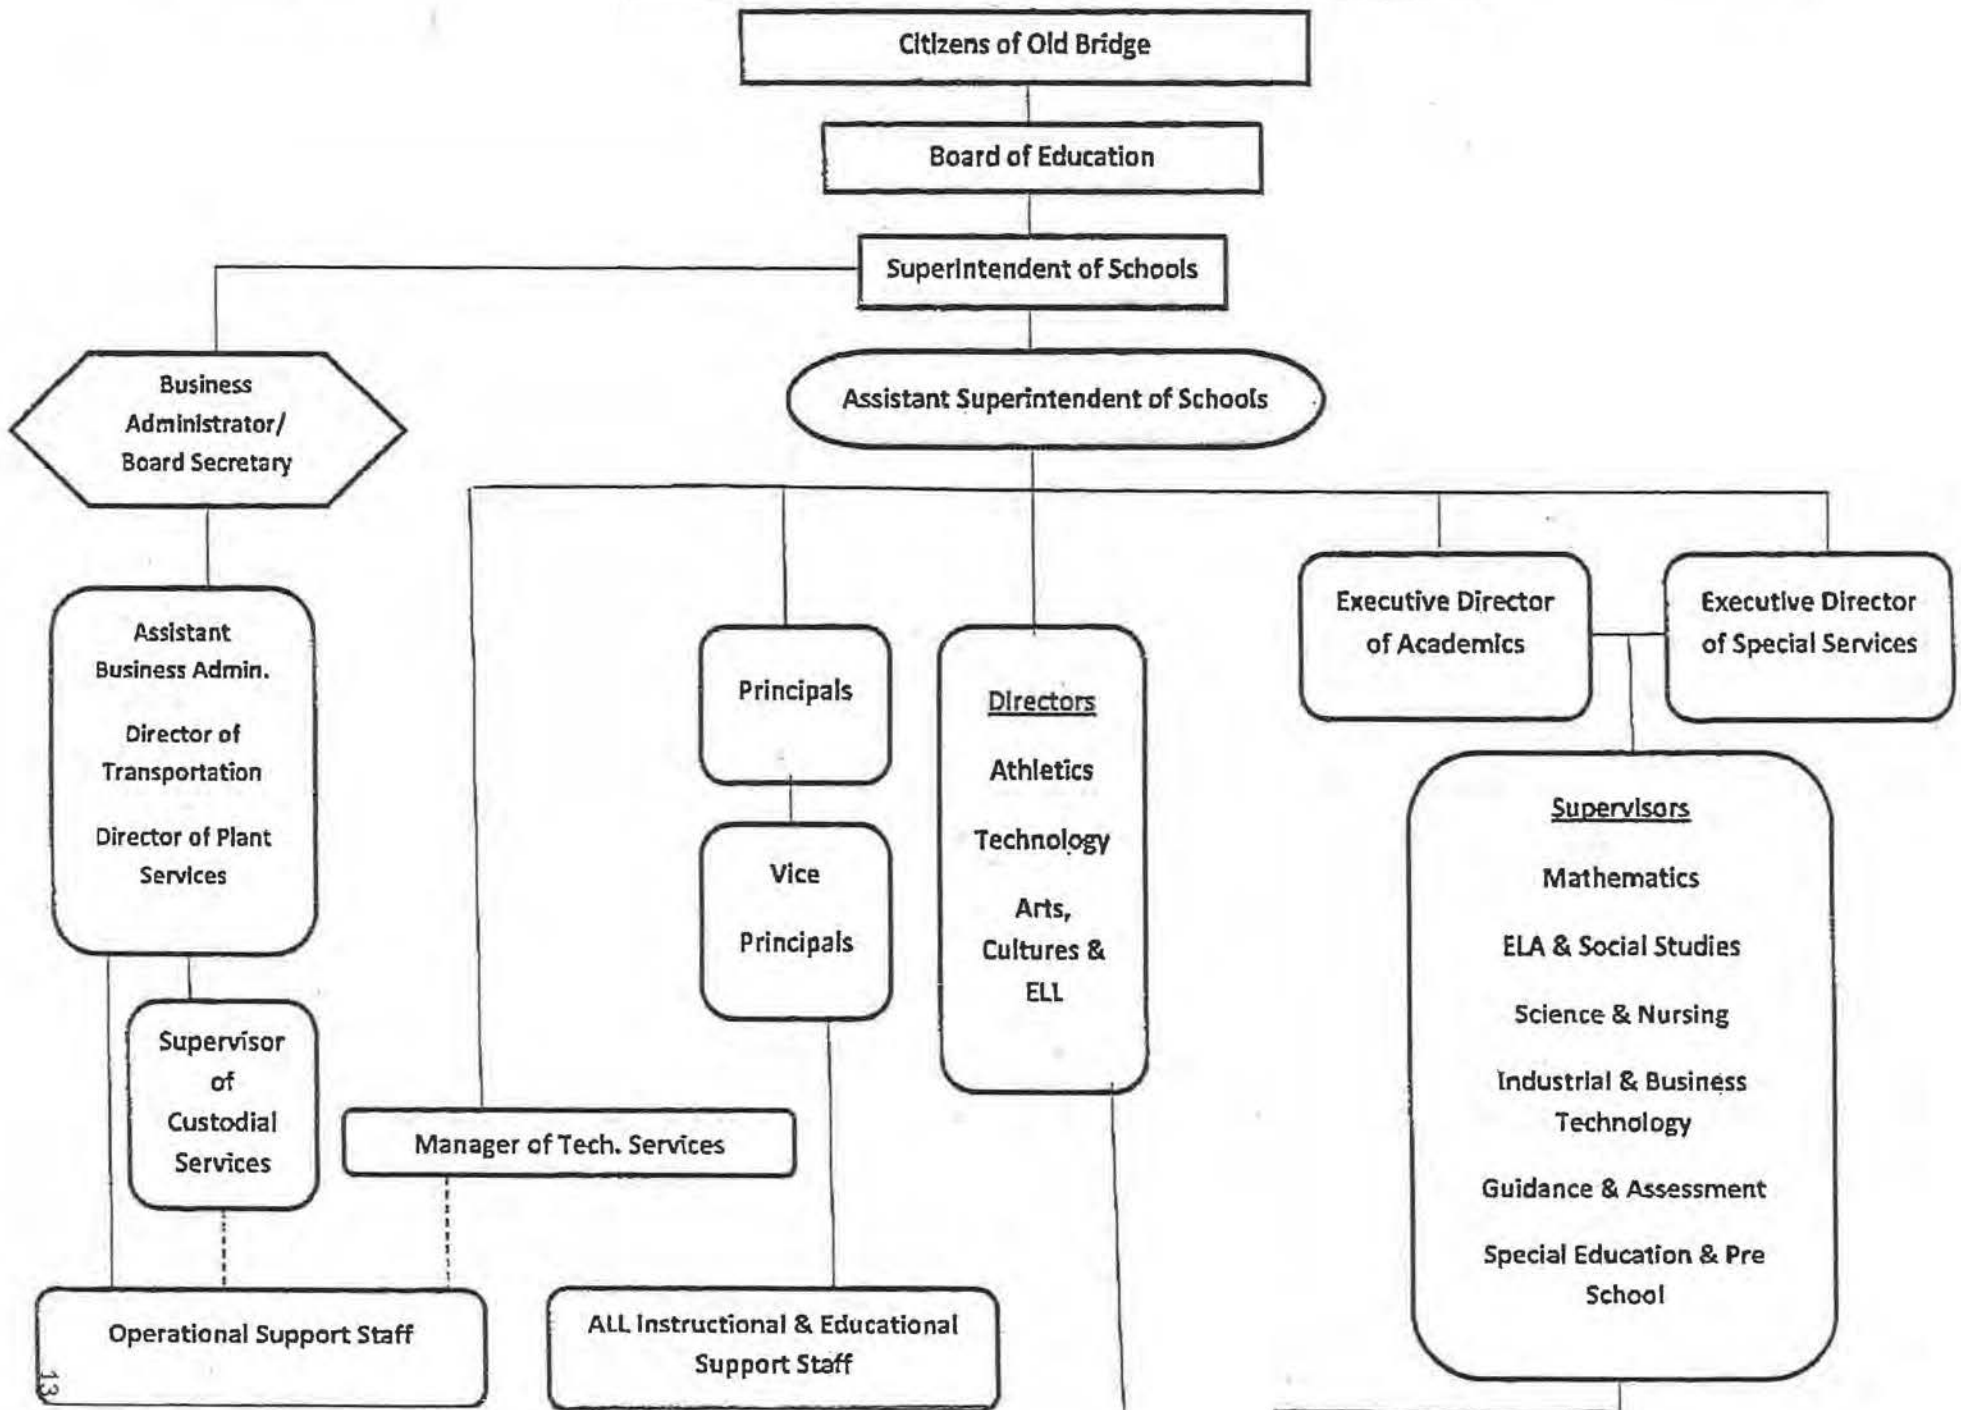 Citizens of Old Bridge
Board of Education
Superintendent of Schools
Business
Administrator/
Board Secretary
Assistant Superintendent of Schools
Assistant
Business Admin.
Director of
Transportation
Director of Plant
Services
Supervisor
of
Custodial
Services
Manager of Tech. Services
Principals
Vice
Principals
Directors
Athletics
Technology
Arts,
Cultures &
ELL
Executive Director
of Academics
Executive Director
of Special Services
Supervisors
Mathematics
ELA & Social Studies
Science & Nursing
Industrial & Business
Technology
Guidance & Assessment
Special Education & Pre
School
Operational Support Staff
ALL Instructional & Educational
Support Staff
13